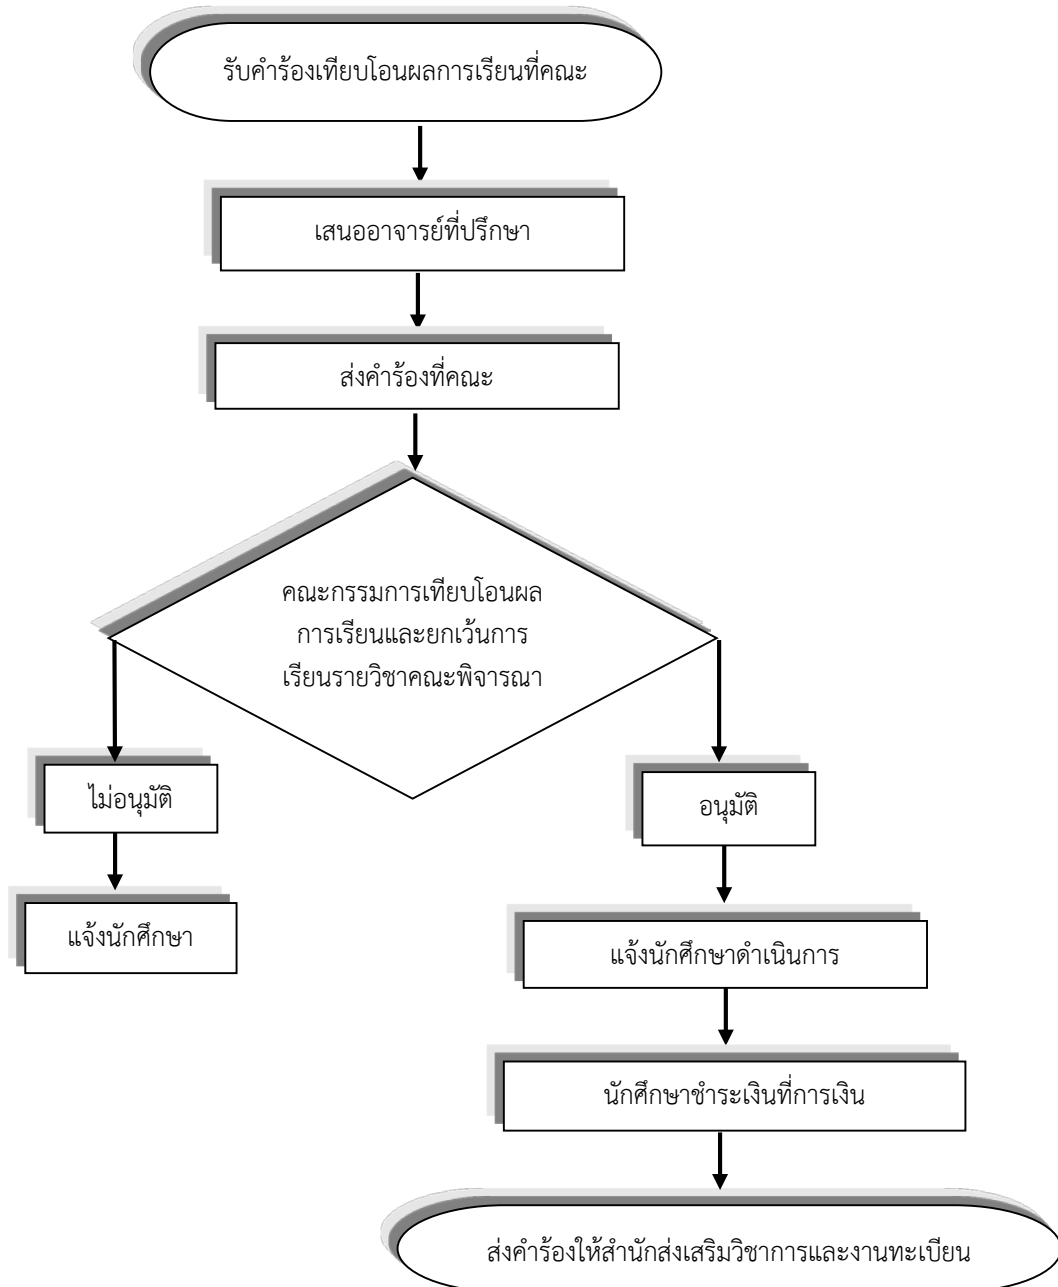 รับคำร้องเทียบโอนผลการเรียนที่คณะ
เสนออาจารย์ที่ปรึกษา
ส่งคำร้องที่คณะ
คณะกรรมการเทียบโอนผล
การเรียนและยกเว้นการ
เรียนรายวิชาคณะพิจารณา
ไม่อนุมัติ
อนุมัติ
แจ้งนักศึกษา
แจ้งนักศึกษาดำเนินการ
นักศึกษาชำระเงินที่การเงิน
ส่งคำร้องให้สำนักส่งเสริมวิชาการและงานทะเบียน